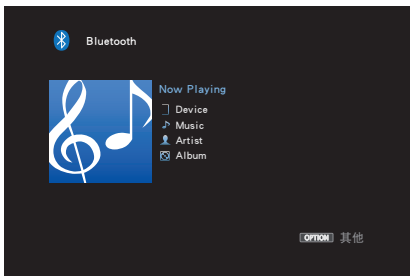 Bluetooth
Now Playing
Device
Music
Artist
Album
OPTION 其他